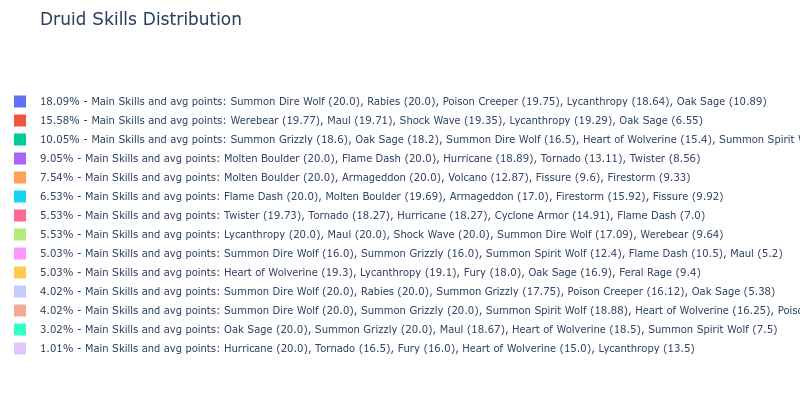 Druid Skills Distribution
18.09% - Main Skills and avg points: Summon Dire Wolf (20.0), Rabies (20.0), Poison Creeper (19.75), Lycanthropy (18.64), Oak Sage (10.89)
15.58% - Main Skills and avg points: Werebear (19.77), Maul (19.71), Shock Wave (19.35), Lycanthropy (19.29), Oak Sage (6.55)
10.05% - Main Skills and avg points: Summon Grizzly (18.6), Oak Sage (18.2), Summon Dire Wolf (16.5), Heart of Wolverine (15.4), Summon Spirit
9.05% - Main Skills and avg points: Molten Boulder (20.0), Flame Dash (20.0), Hurricane (18.89), Tornado (13.11), Twister (8.56)
7.54% - Main Skills and avg points: Molten Boulder (20.0), Armageddon (20.0), Volcano (12.87), Fissure (9.6), Firestorm (9.33)
6.53% - Main Skills and avg points: Flame Dash (20.0), Molten Boulder (19.69), Armageddon (17.0), Firestorm (15.92), Fissure (9.92)
5.53% - Main Skills and avg points: Twister (19.73), Tornado (18.27), Hurricane (18.27), Cyclone Armor (14.91), Flame Dash (7.0)
5.53% - Main Skills and avg points: Lycanthropy (20.0), Maul (20.0), Shock Wave (20.0), Summon Dire Wolf (17.09), Werebear (9.64)
5.03% - Main Skills and avg points: Summon Dire Wolf (16.0), Summon Grizzly (16.0), Summon Spirit Wolf (12.4), Flame Dash (10.5), Maul (5.2)
5.03% - Main Skills and avg points: Heart of Wolverine (19.3), Lycanthropy (19.1), Fury (18.0), Oak Sage (16.9), Feral Rage (9.4)
4.02% - Main Skills and avg points: Summon Dire Wolf (20.0), Rabies (20.0), Summon Grizzly (17.75), Poison Creeper (16.12), Oak Sage (5.38)
4.02% - Main Skills and avg points: Summon Dire Wolf (20.0), Summon Grizzly (20.0), Summon Spirit Wolf (18.88), Heart of Wolverine (16.25),
3.02% - Main Skills and avg points: Oak Sage (20.0), Summon Grizzly (20.0), Maul (18.67), Heart of Wolverine (18.5), Summon Spirit Wolf (7.5)
1.01% - Main Skills and avg points: Hurricane (20.0), Tornado (16.5), Fury (16.0), Heart of Wolverine (15.0), Lycanthropy (13.5)